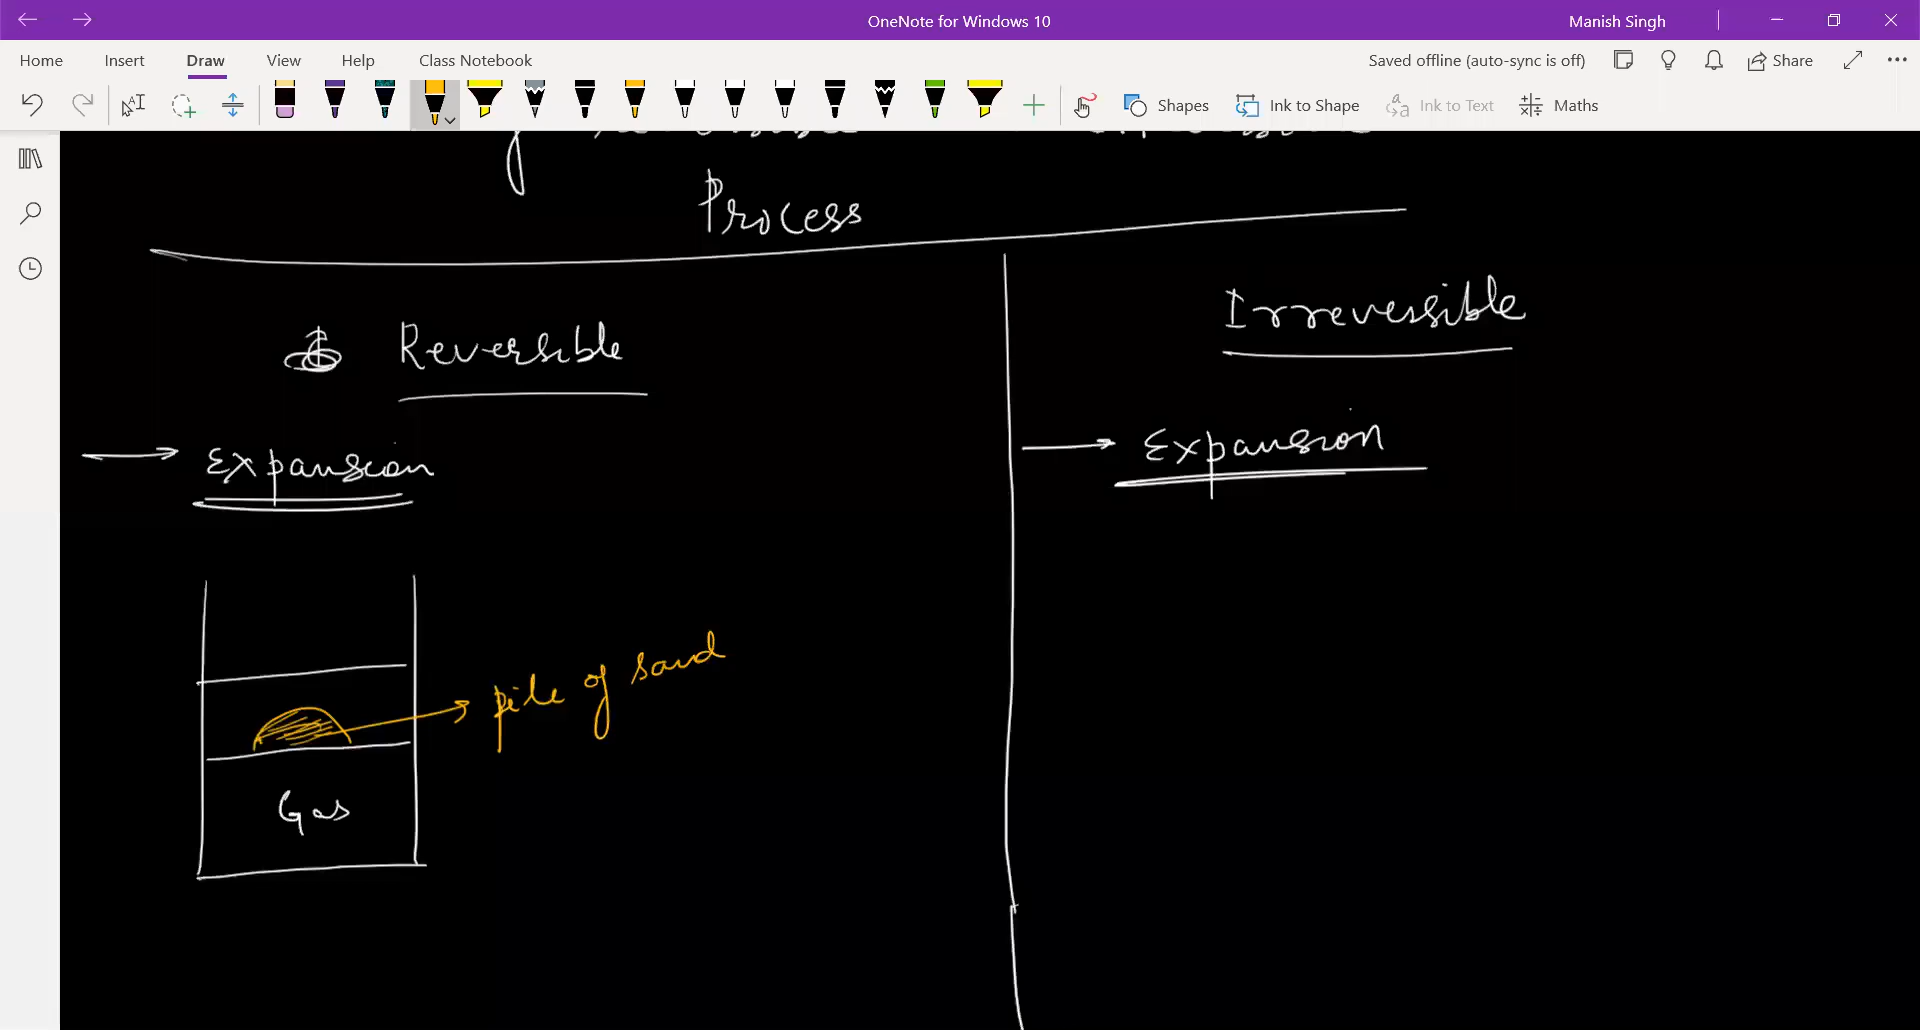 OneNote for Windows 10
Manish Singh
Home Insert Draw View Help Class Notebook
Saved offline (auto-sync is off) Share
Shapes Ink to Shape Ink to Text Maths
Process
Reversible
Irreversible
Expansion
Expansion
pile of sand
Gas